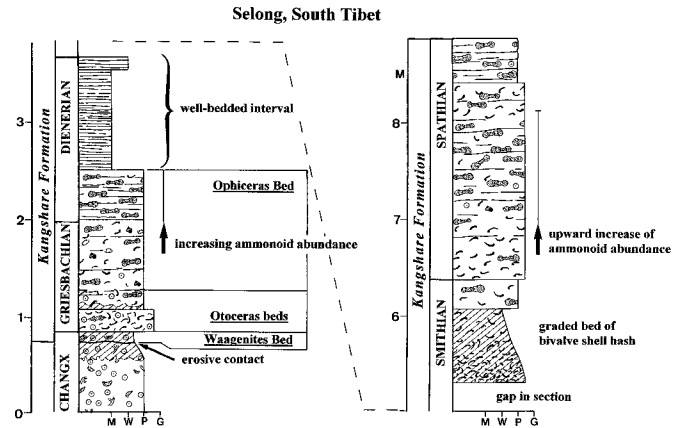 Selong, South Tibet
Kangshare Formation
CHANGX
GRIESBACHIAN
DIENERIAN
3
2
1
0
M W P G
well-bedded interval
Ophiceras Bed
increasing ammonoid abundance
Otoceras beds
Waagenites Bed
erosive contact
M
8
7
6
Kangshare Formation
SMITHIAN
SPATHIAN
upward increase of
ammonoid abundance
graded bed of
bivalve shell hash
gap in section
M W P G